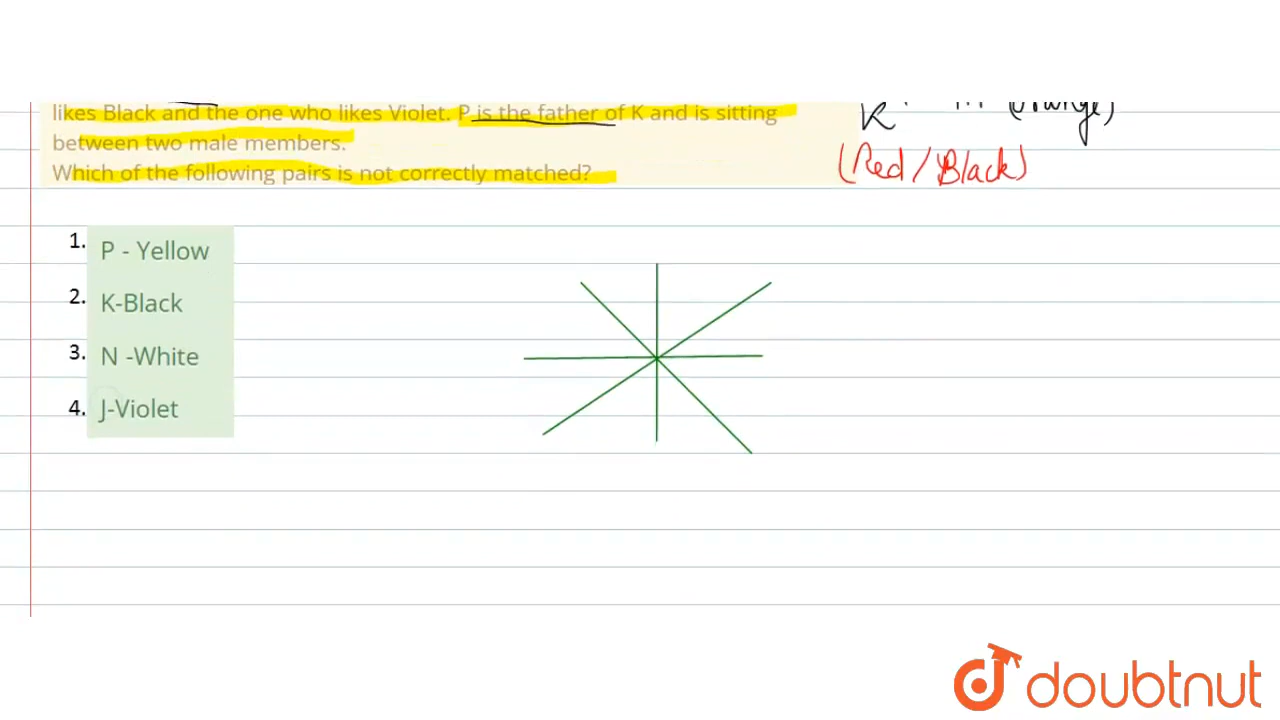 likes Black and the one who likes Violet. P is the father of K and is sitting
between two male members.
Which of the following pairs is not correctly matched?
K
(Red/Black)
1. P - Yellow
2. K-Black
3. N -White
4. J-Violet
doubtnut